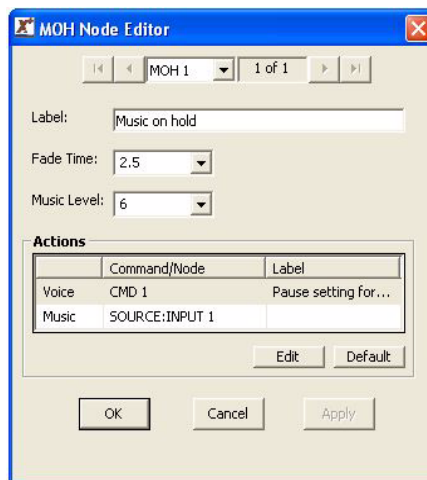 MOH Node Editor
MOH 1 1 of 1
Label: Music on hold
Fade Time: 2.5
Music Level: 6
Actions
Command/Node Label
Voice CMD 1 Pause setting for...
Music SOURCE:INPUT 1
Edit Default
OK Cancel Apply